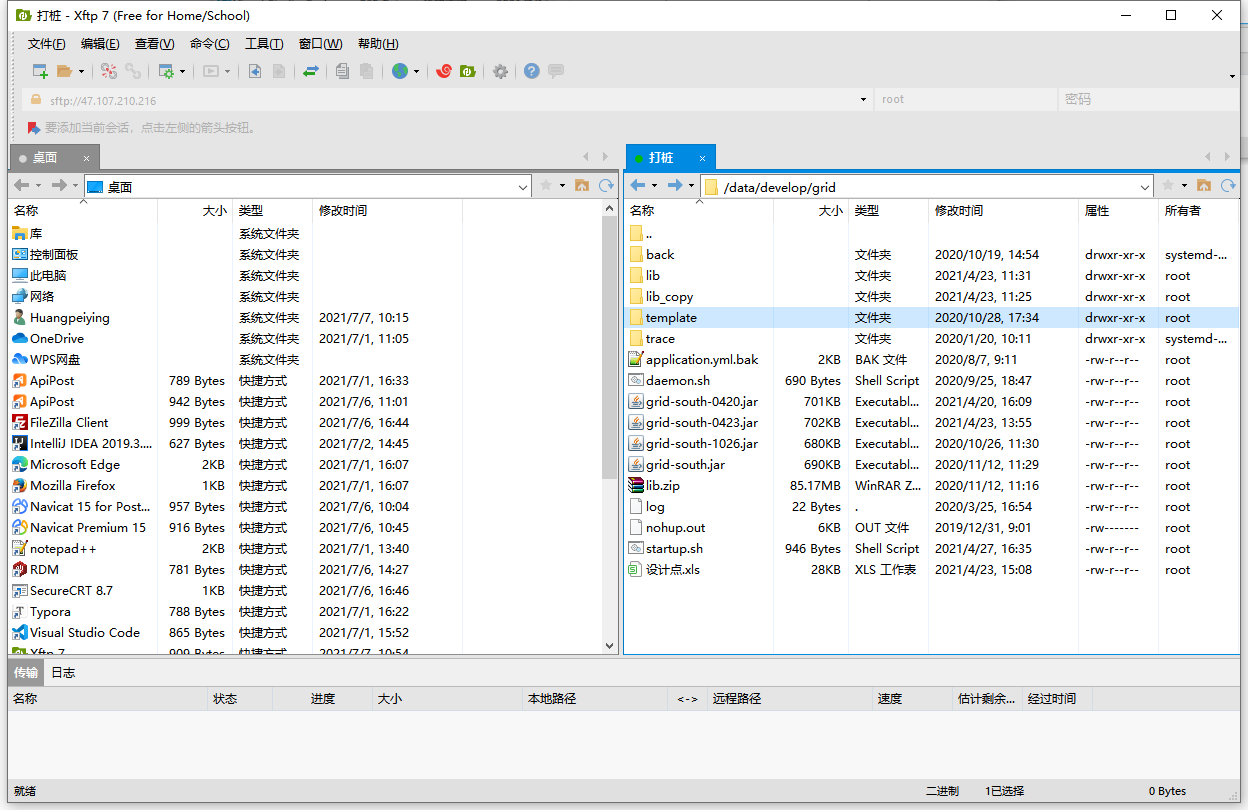 打桩 - Xftp 7 (Free for Home/School)
文件(F) 编辑(E) 查看(V) 命令(C) 工具(T) 窗口(W) 帮助(H)
sftp://47.107.210.216 root 密码
要添加当前会话，点击左侧的箭头按钮。
桌面 ×
桌面
名称 大小 类型 修改时间
库 系统文件夹
控制面板 系统文件夹
此电脑 系统文件夹
网络 系统文件夹
Huangpeiying 系统文件夹 2021/7/7, 10:15
OneDrive 系统文件夹 2021/7/1, 11:05
WPS网盘 系统文件夹
ApiPost 789 Bytes 快捷方式 2021/7/1, 16:33
ApiPost 942 Bytes 快捷方式 2021/7/6, 11:01
FileZilla Client 999 Bytes 快捷方式 2021/7/6, 16:44
IntelliJ IDEA 2019.3.... 627 Bytes 快捷方式 2021/7/2, 14:45
Microsoft Edge 2KB 快捷方式 2021/7/1, 16:07
Mozilla Firefox 1KB 快捷方式 2021/7/1, 16:07
Navicat 15 for Post... 957 Bytes 快捷方式 2021/7/6, 10:04
Navicat Premium 15 916 Bytes 快捷方式 2021/7/6, 10:45
notepad++ 2KB 快捷方式 2021/7/1, 13:40
RDM 781 Bytes 快捷方式 2021/7/6, 14:27
SecureCRT 8.7 1KB 快捷方式 2021/7/6, 16:46
Typora 788 Bytes 快捷方式 2021/7/1, 16:22
Visual Studio Code 865 Bytes 快捷方式 2021/7/1, 15:52
Xftp 7 909 Bytes 快捷方式 2021/7/7, 10:54
打桩 ×
/data/develop/grid
名称 大小 类型 修改时间 属性 所有者
..
back 文件夹 2020/10/19, 14:54 drwxr-xr-x systemd-...
lib 文件夹 2021/4/23, 11:31 drwxr-xr-x root
lib_copy 文件夹 2021/4/23, 11:25 drwxr-xr-x root
template 文件夹 2020/10/28, 17:34 drwxr-xr-x root
trace 文件夹 2020/1/20, 10:11 drwxr-xr-x systemd-...
application.yml.bak 2KB BAK 文件 2020/8/7, 9:11 -rw-r--r-- root
daemon.sh 690 Bytes Shell Script 2020/9/25, 18:47 -rw-r--r-- root
grid-south-0420.jar 701KB Executabl... 2021/4/20, 16:09 -rw-r--r-- root
grid-south-0423.jar 702KB Executabl... 2021/4/23, 13:55 -rw-r--r-- root
grid-south-1026.jar 680KB Executabl... 2020/10/26, 11:30 -rw-r--r-- root
grid-south.jar 690KB Executabl... 2020/11/12, 11:29 -rw-r--r-- root
lib.zip 85.17MB WinRAR Z... 2020/11/12, 11:16 -rw-r--r-- root
log 22 Bytes . 2020/3/25, 16:54 -rw-r--r-- root
nohup.out 6KB OUT 文件 2019/12/31, 9:01 -rw------- root
startup.sh 946 Bytes Shell Script 2021/4/27, 16:35 -rw-r--r-- root
设计点.xls 28KB XLS 工作表 2021/4/23, 15:08 -rw-r--r-- root
传输 日志
名称 状态 进度 大小 本地路径 <-> 远程路径 速度 估计剩余... 经过时间
就绪 二进制 1已选择 0 Bytes